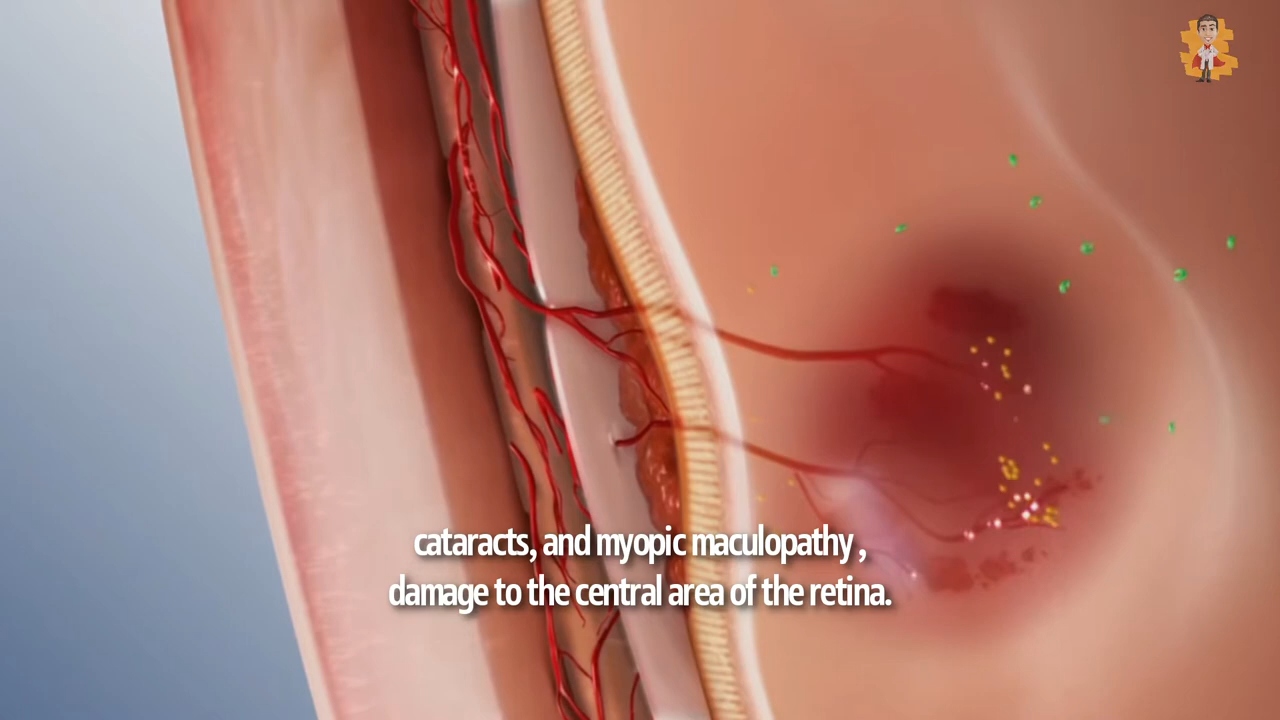 cataracts, and myopic maculopathy ,
damage to the central area of the retina.